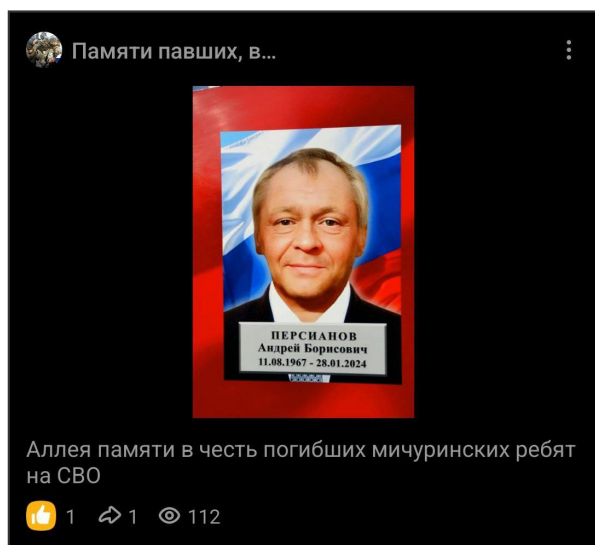 Памяти павших, в...
ПЕРСИАНОВ
Андрей Борисович
11.08.1967 - 28.01.2024
Аллея памяти в честь погибших мичуринских ребят
на СВО
1 1 112